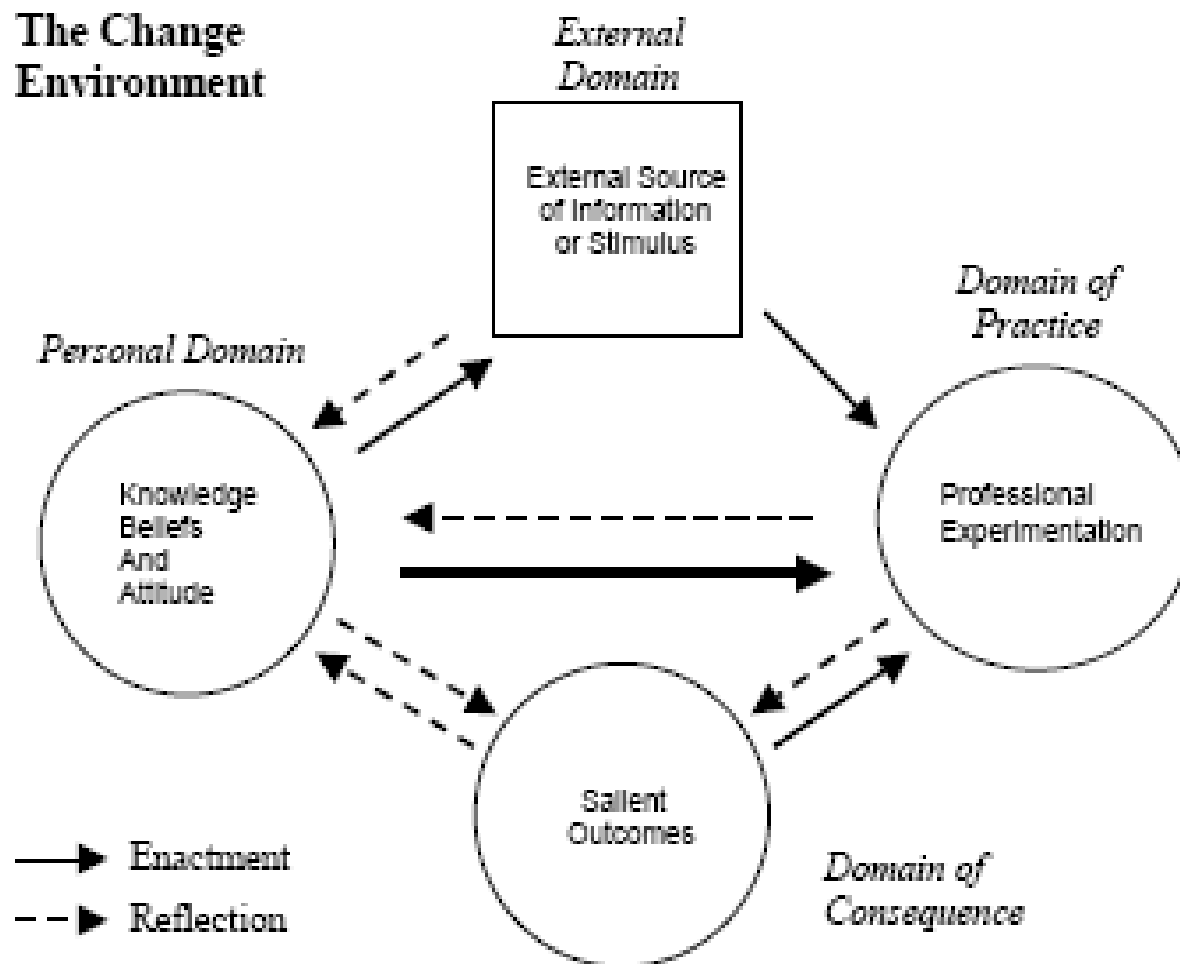 The Change
Environment
External
Domain
External Source
of Information
or Stimulus
Domain of
Practice
Personal Domain
Knowledge
Beliefs
And
Attitude
Professional
Experimentation
Salient
Outcomes
Enactment
Reflection
Domain of
Consequence